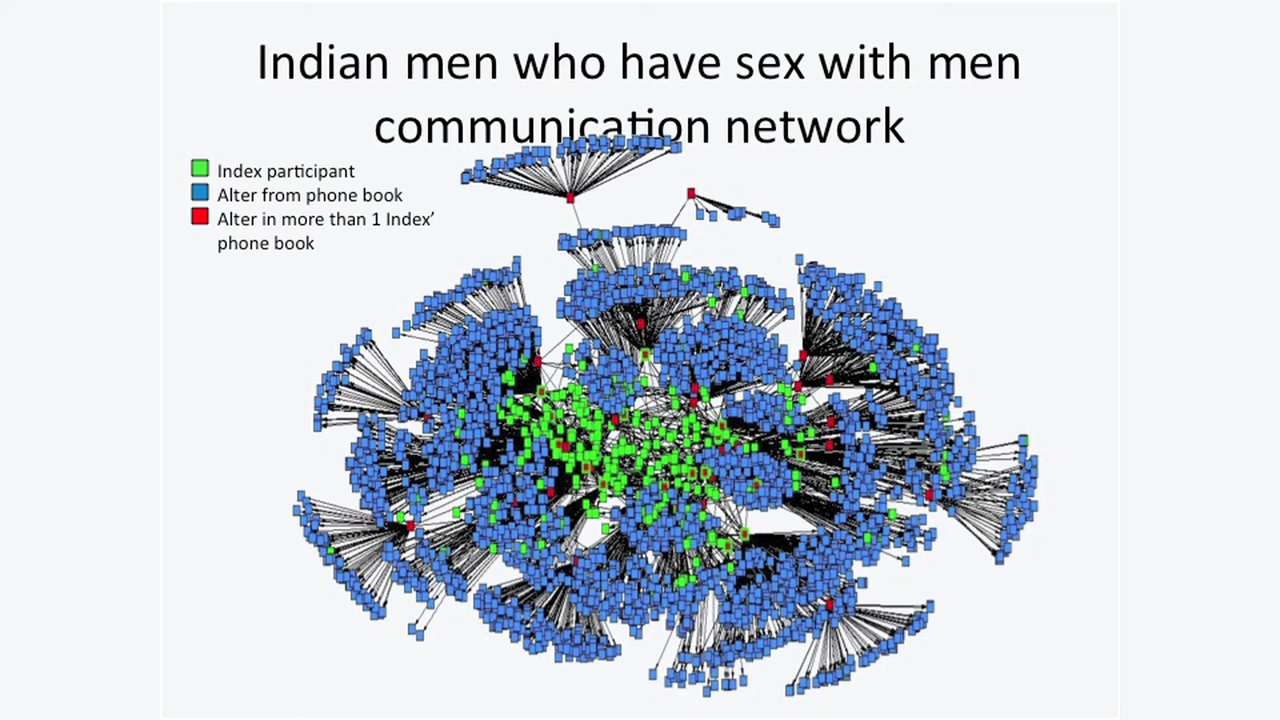 Indian men who have sex with men
communication network
Index participant
Alter from phone book
Alter in more than 1 Index’
phone book